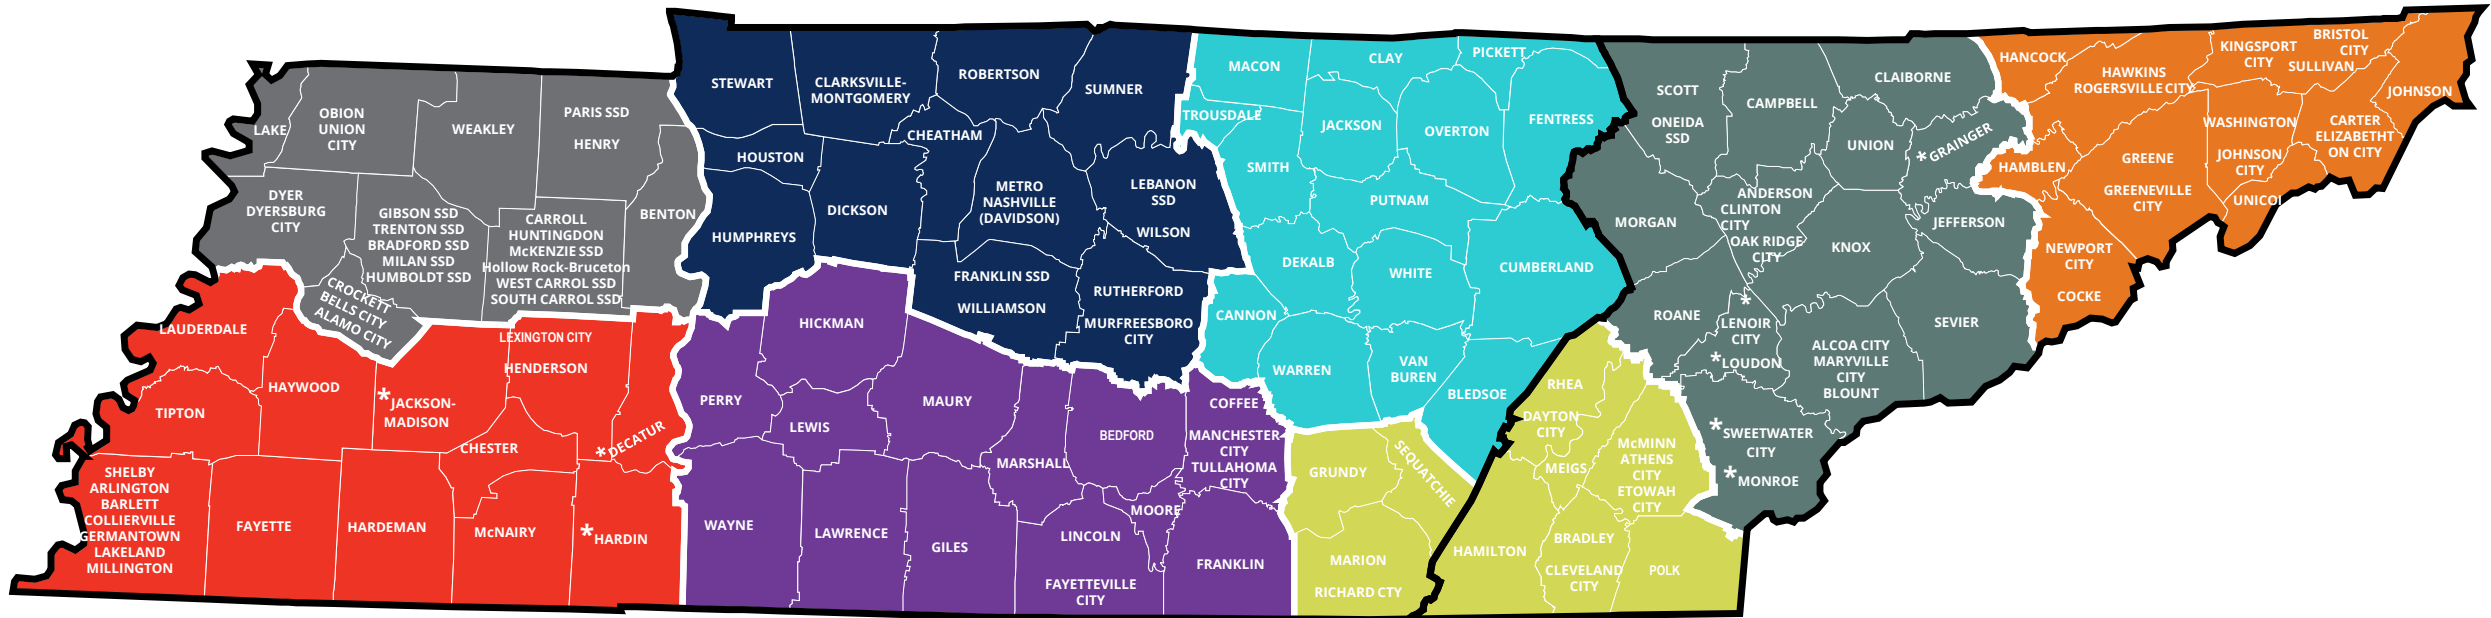 LAKE
OBION
UNION
CITY
WEAKLEY
PARIS SSD
HENRY
DYER
DYERSBURG
CITY
GIBSON SSD
TRENTON SSD
BRADFORD SSD
MILAN SSD
HUMBOLDT SSD
CARROLL
HUNTINGDON
McKENZIE SSD
Hollow Rock-Bruceton
WEST CARROL SSD
SOUTH CARROL SSD
BENTON
CROCKETT
BELLS CITY
ALAMO CITY
LAUDERDALE
HAYWOOD
TIPTON
*JACKSON-
MADISON
LEXINGTON CITY
HENDERSON
CHESTER
*DECATUR
SHELBY
ARLINGTON
BARLETT
COLLIERVILLE
GERMANTOWN
LAKELAND
MILLINGTON
FAYETTE
HARDEMAN
McNAIRY
*HARDIN
STEWART
CLARKSVILLE-
MONTGOMERY
ROBERTSON
SUMNER
HOUSTON
CHEATHAM
HUMPHREYS
DICKSON
METRO
NASHVILLE
(DAVIDSON)
LEBANON
SSD
WILSON
FRANKLIN SSD
WILLIAMSON
RUTHERFORD
MURFREESBORO
CITY
HICKMAN
PERRY
LEWIS
MAURY
MARSHALL
BEDFORD
COFFEE
MANCHESTER
CITY
TULLAHOMA
CITY
WAYNE
LAWRENCE
GILES
LINCOLN
FAYETTEVILLE
CITY
MOORE
FRANKLIN
MACON
CLAY
PICKETT
TROUSDALE
JACKSON
OVERTON
FENTRESS
SMITH
PUTNAM
DEKALB
WHITE
CUMBERLAND
CANNON
WARREN
VAN
BUREN
BLEDSOE
GRUNDY
SEQUATCHIE
MARION
RICHARD CTY
RHEA
DAYTON
CITY
MEIGS
McMINN
ATHENS
CITY
ETOWAH
CITY
HAMILTON
BRADLEY
CLEVELAND
CITY
POLK
SCOTT
ONEIDA
SSD
CAMPBELL
CLAIBORNE
UNION
*GRAINGER
MORGAN
ANDERSON
CLINTON
CITY
OAK RIDGE
CITY
KNOX
JEFFERSON
ROANE
*
LENOIR
CITY
*LOUDON
ALCOA CITY
MARYVILLE
CITY
BLOUNT
SEVIER
*SWEETWATER
CITY
*MONROE
HANCOCK
HAWKINS
ROGERSVILLE CITY
KINGSPORT
CITY
BRISTOL
CITY
SULLIVAN
JOHNSON
HAMBLEN
GREENE
GREENEVILLE
CITY
WASHINGTON
JOHNSON
CITY
CARTER
ELIZABETHT
ON CITY
UNICOI
NEWPORT
CITY
COCKE